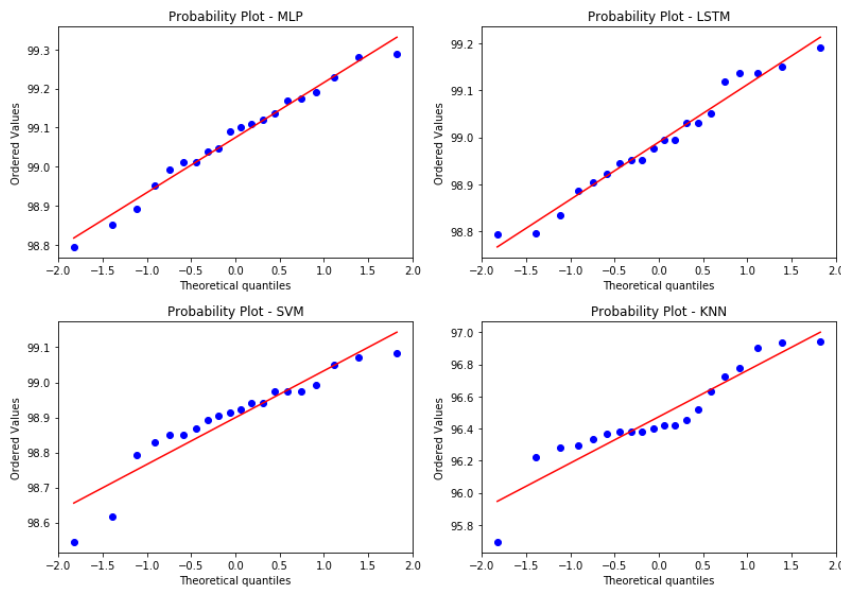 Probability Plot - MLP
Ordered Values
99.3
99.2
99.1
99.0
98.9
98.8
−2.0 −1.5 −1.0 −0.5 0.0 0.5 1.0 1.5 2.0
Theoretical quantiles
Probability Plot - LSTM
Ordered Values
99.2
99.1
99.0
98.9
98.8
−2.0 −1.5 −1.0 −0.5 0.0 0.5 1.0 1.5 2.0
Theoretical quantiles
Probability Plot - SVM
Ordered Values
99.1
99.0
98.9
98.8
98.7
98.6
−2.0 −1.5 −1.0 −0.5 0.0 0.5 1.0 1.5 2.0
Theoretical quantiles
Probability Plot - KNN
Ordered Values
97.0
96.8
96.6
96.4
96.2
96.0
95.8
−2.0 −1.5 −1.0 −0.5 0.0 0.5 1.0 1.5 2.0
Theoretical quantiles